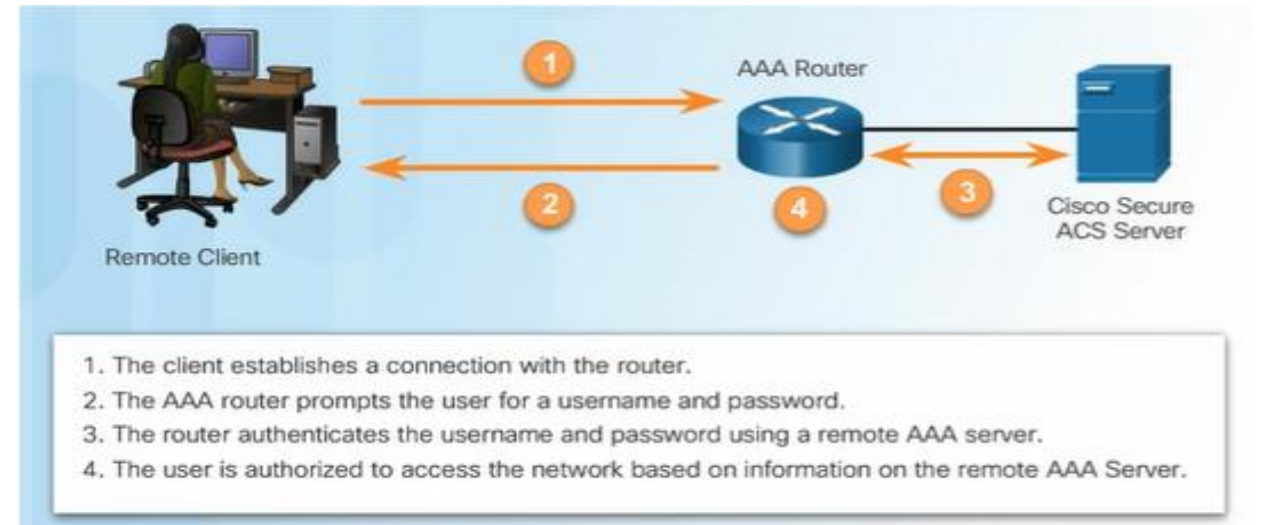 1
AAA Router
2
4
3
Cisco Secure
ACS Server
Remote Client
1. The client establishes a connection with the router.
2. The AAA router prompts the user for a username and password.
3. The router authenticates the username and password using a remote AAA server.
4. The user is authorized to access the network based on information on the remote AAA Server.